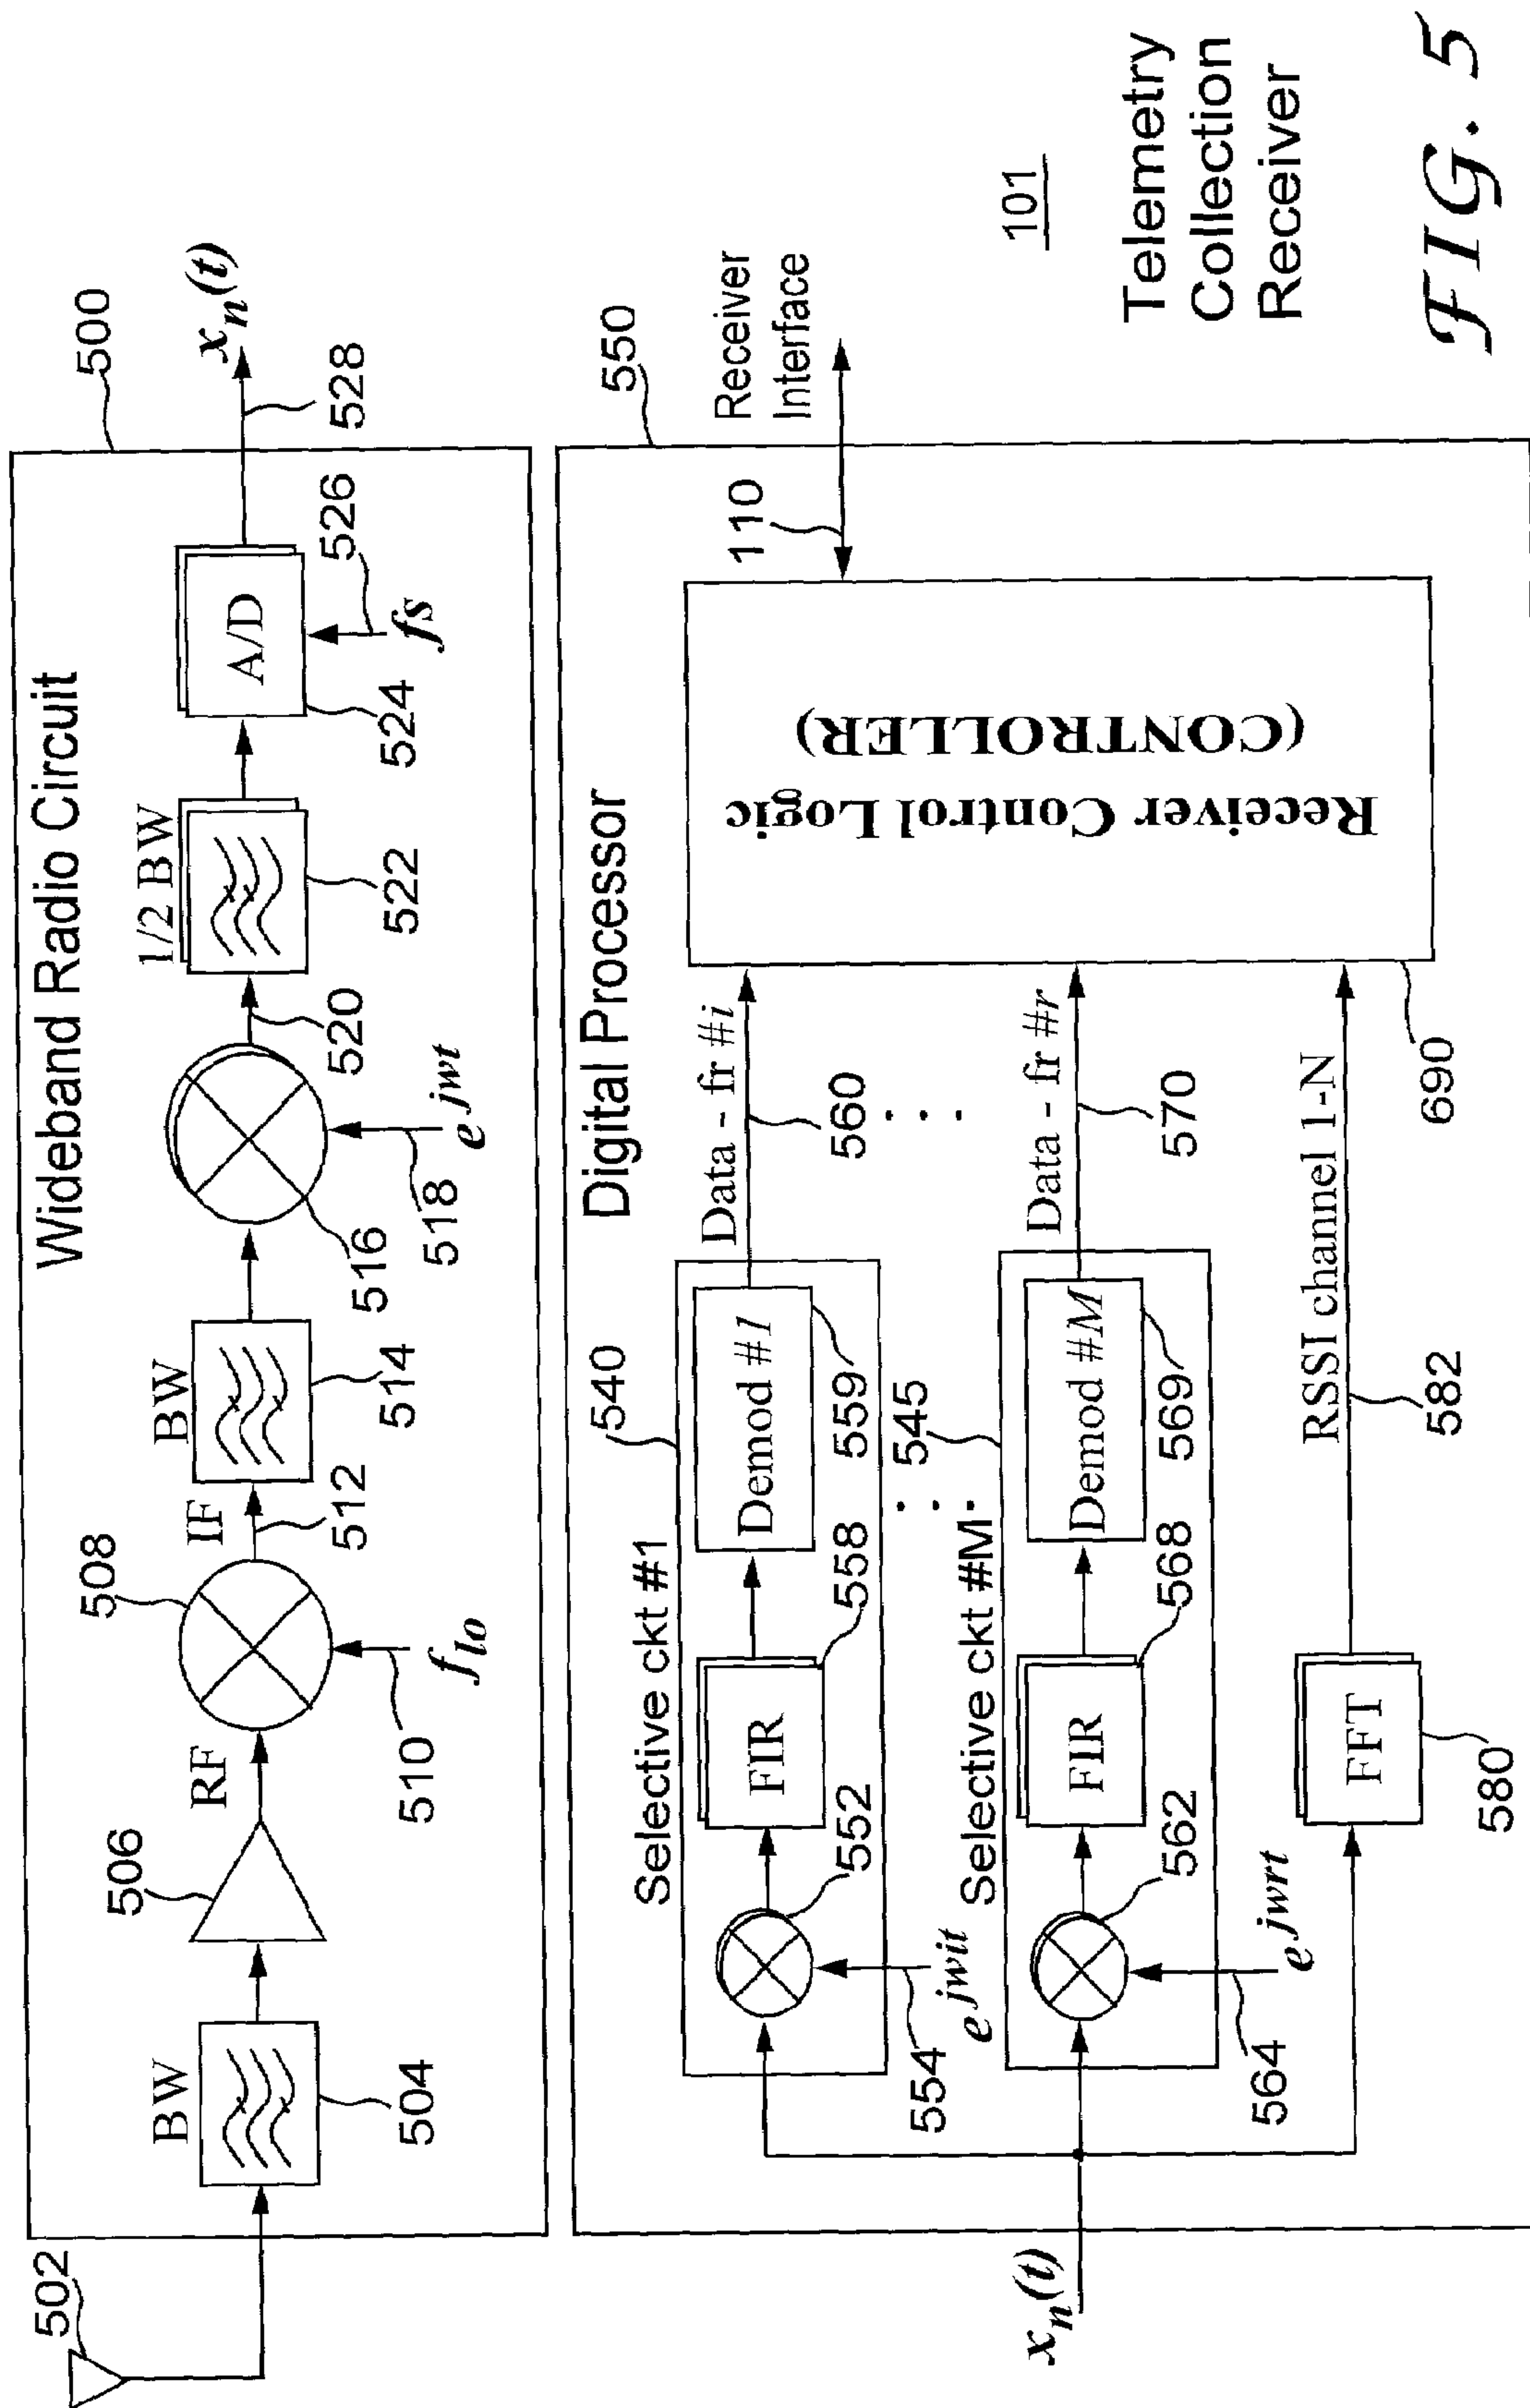 Wideband Radio Circuit
500
502
BW
504
506
RF
508
f_lo
510
IF
512
BW
514
516
e^jwt
518
520
1/2 BW
522
A/D
524
fs
526
x_n(t)
528
Digital Processor
550
x_n(t)
Selective ckt #1
540
552
e^jwit
554
FIR
558
Demod #1
559
Data - fr #i
560
Selective ckt #M
545
562
e^jwrt
564
FIR
568
Demod #M
569
Data - fr #r
570
FFT
580
RSSI channel 1-N
582
Receiver Control Logic
(CONTROLLER)
690
110
Receiver
Interface
101
Telemetry
Collection
Receiver
FIG. 5